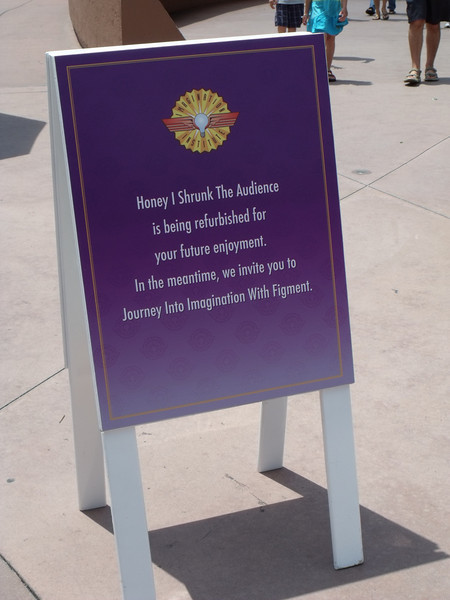 Honey I Shrunk The Audience
is being refurbished for
your future enjoyment.
In the meantime, we invite you to
Journey Into Imagination With Figment.